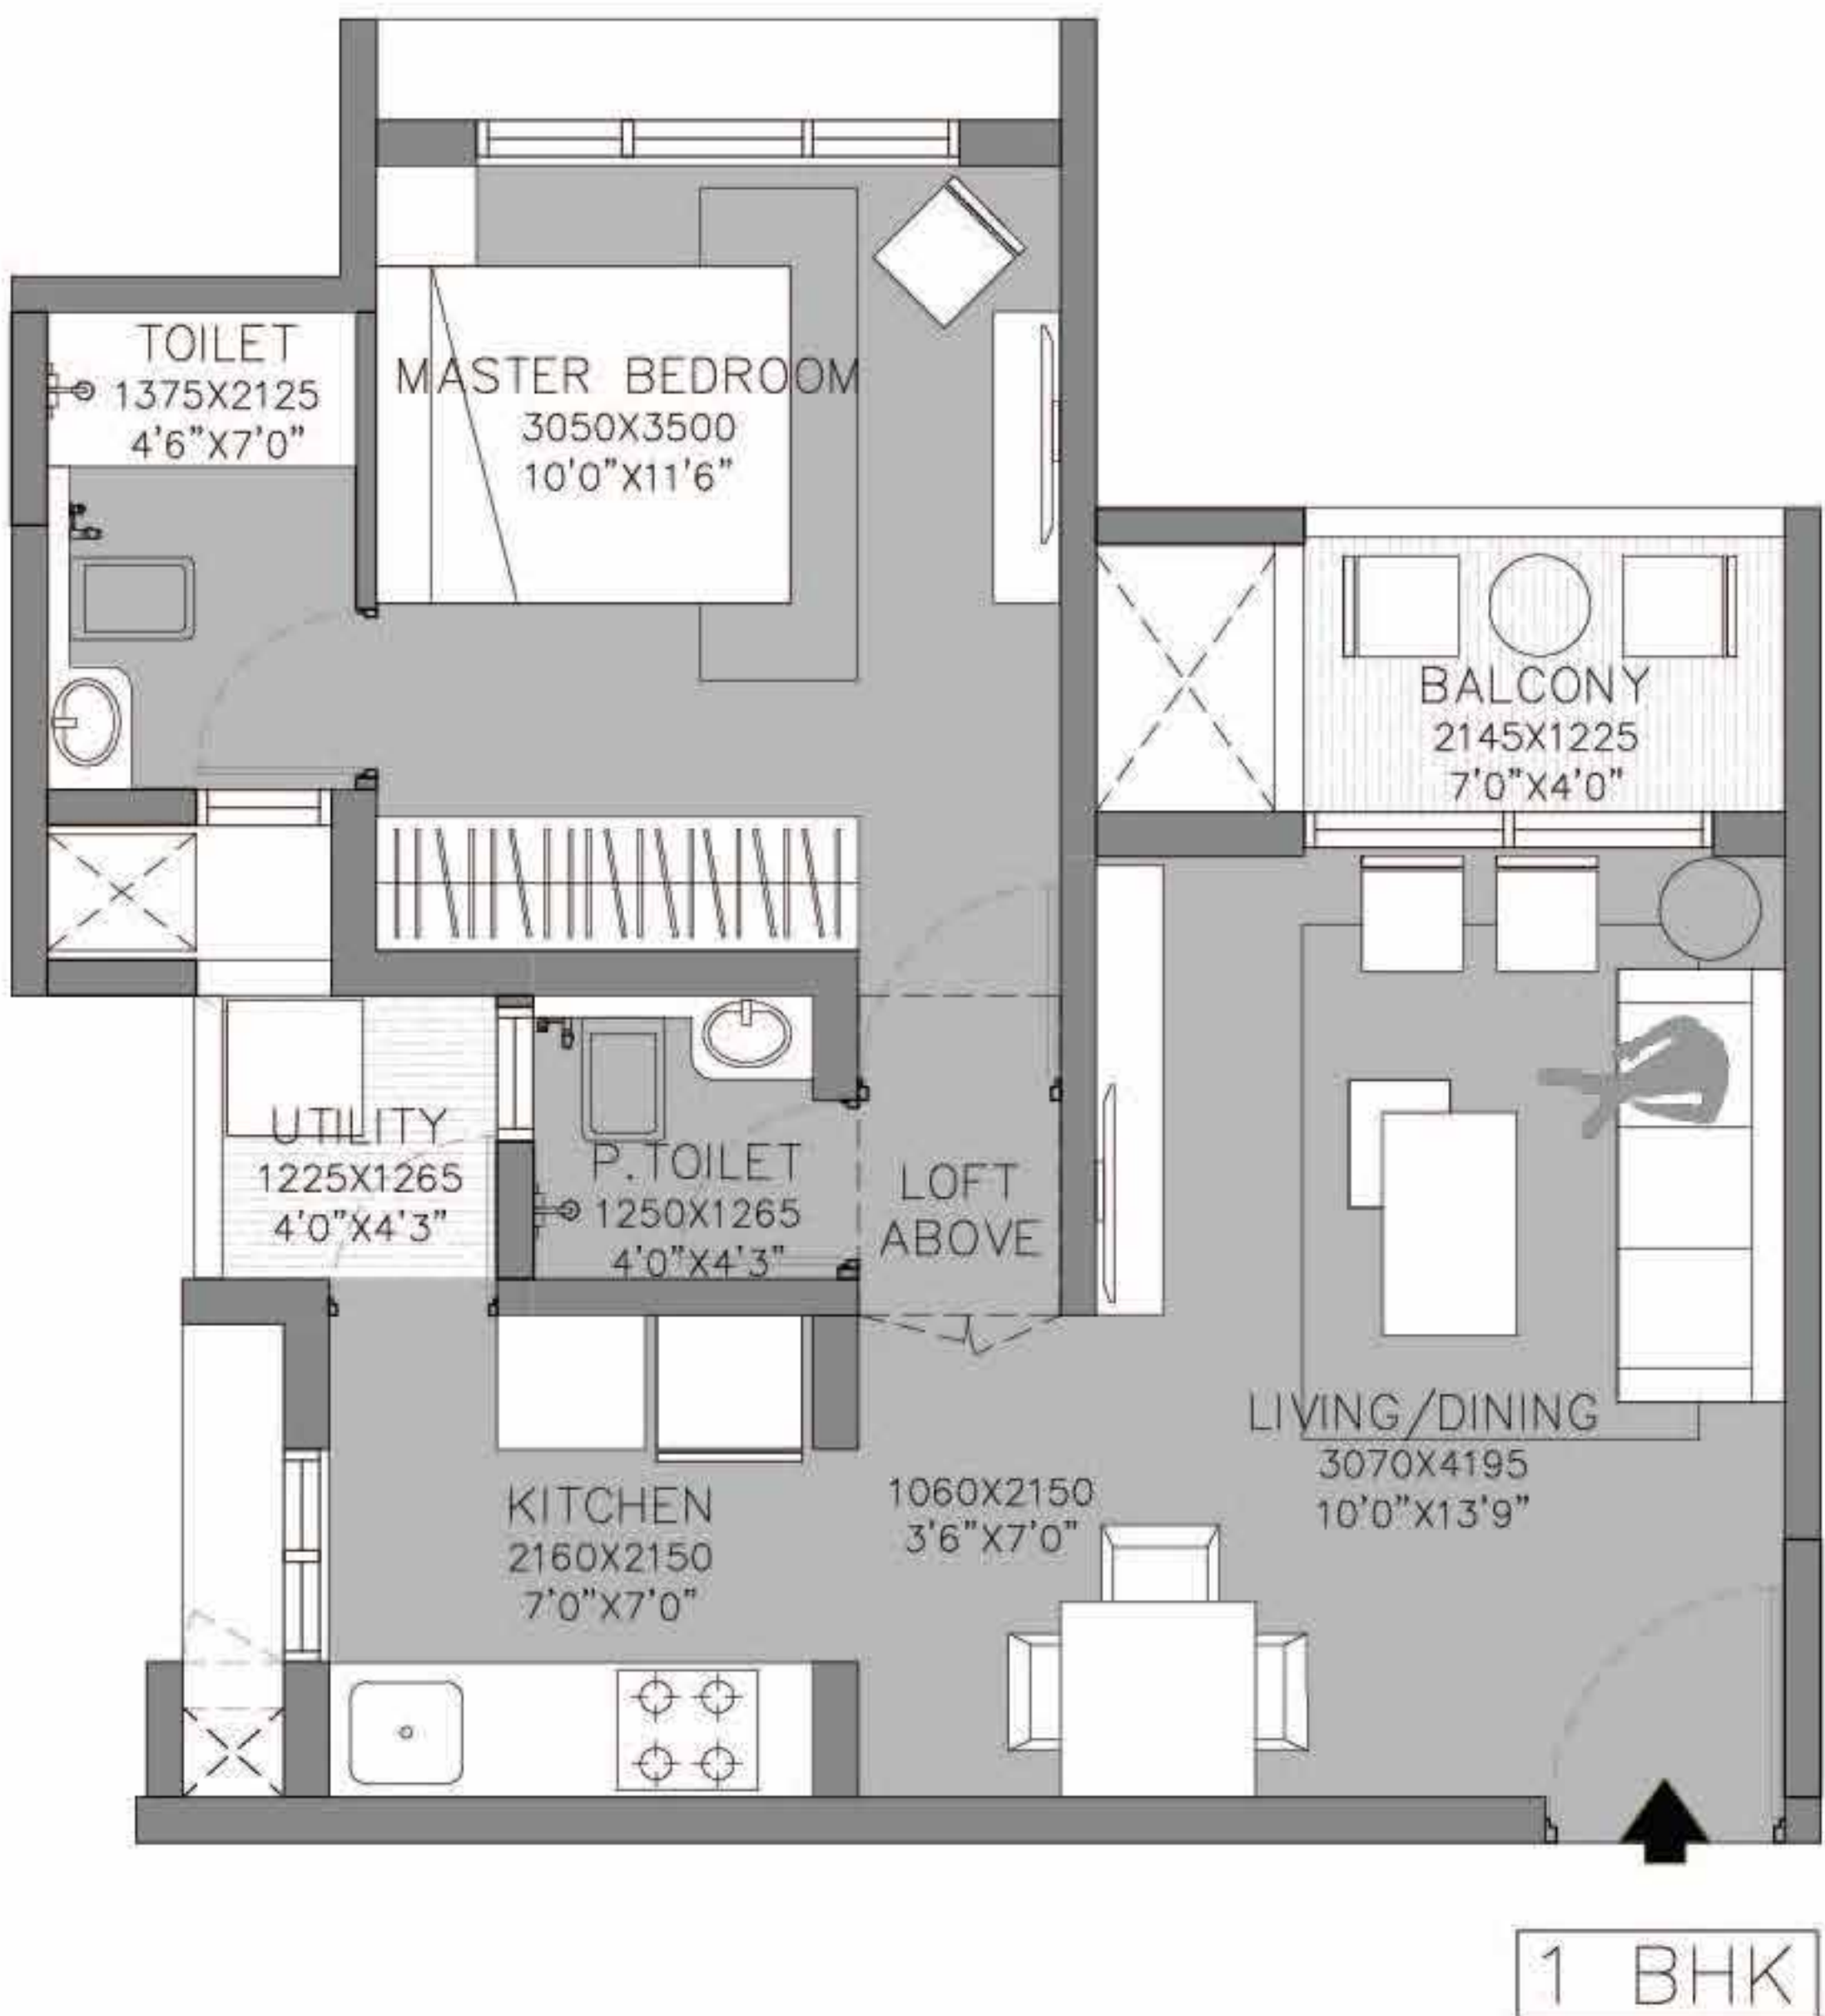 TOILET
1375X2125
4'6"X7'0"
MASTER BEDROOM
3050X3500
10'0"X11'6"
BALCONY
2145X1225
7'0"X4'0"
UTILITY
1225X1265
4'0"X4'3"
P.TOILET
1250X1265
4'0"X4'3"
LOFT
ABOVE
LIVING/DINING
3070X4195
10'0"X13'9"
KITCHEN
2160X2150
7'0"X7'0"
1060X2150
3'6"X7'0"
1 BHK